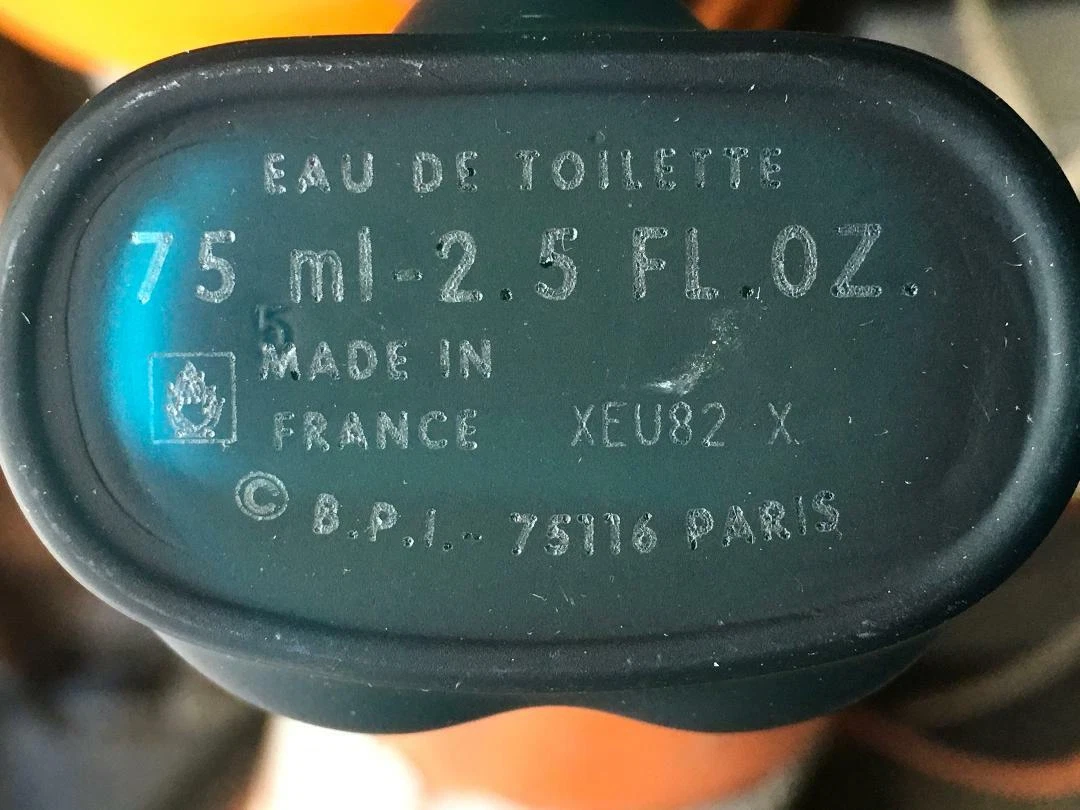 EAU DE TOILETTE
75 ml-2.5 FL.OZ.
5
MADE IN
FRANCE XEU82 X
© B.P.I.- 75116 PARIS